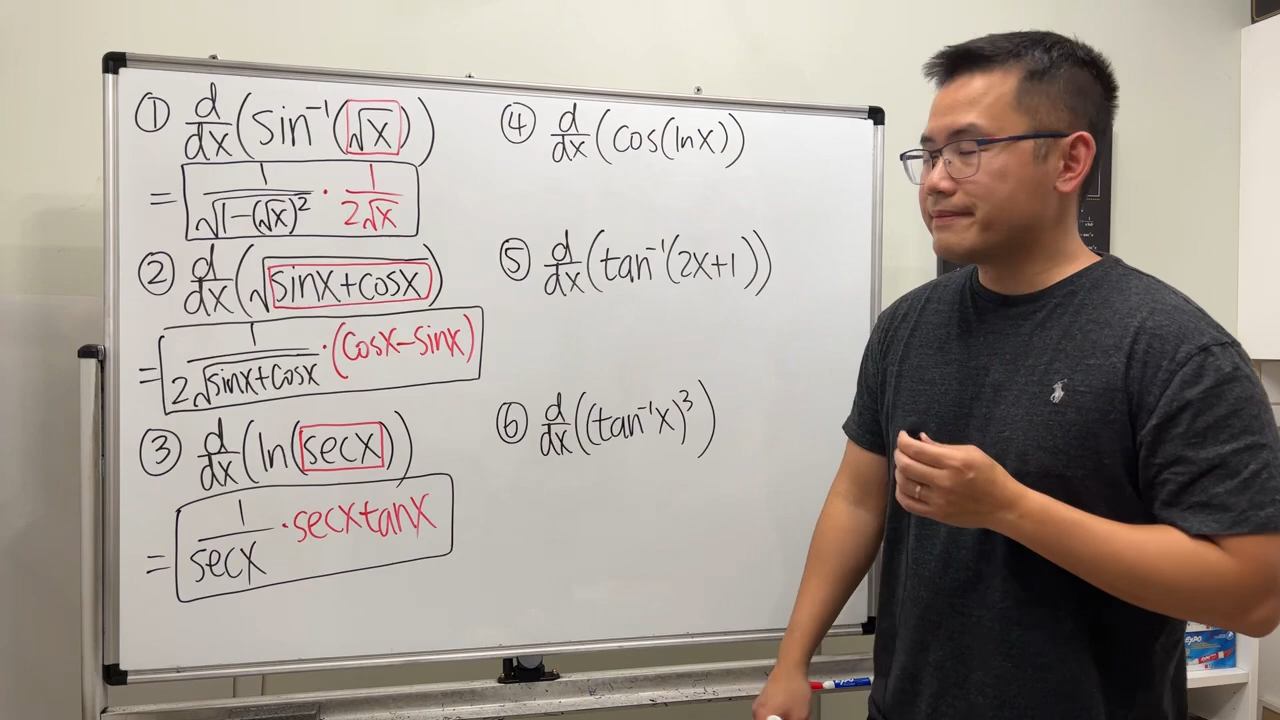 ① d/dx (sin⁻¹(√x))
= 1/√(1-(√x)²) · 1/(2√x)
② d/dx (√(sinx+cosx))
= 1/(2√(sinx+cosx)) · (cosx-sinx)
③ d/dx (ln(secx))
= 1/secx · secxtanx
④ d/dx (cos(lnx))
⑤ d/dx (tan⁻¹(2x+1))
⑥ d/dx ((tan⁻¹x)³)
EXPO